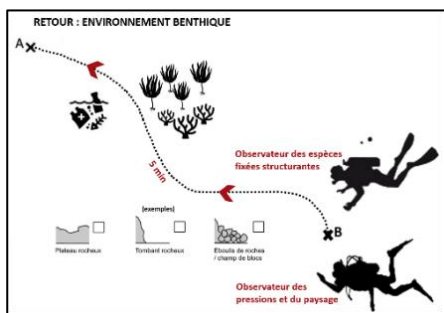 RETOUR : ENVIRONNEMENT BENTHIQUE
A
5 min
Observateur des espèces
fixées structurantes
B
(exemples)
Plateau rocheux
Tombant rocheux
Eboulis de roches
/ champ de blocs
Observateur des
pressions et du paysage